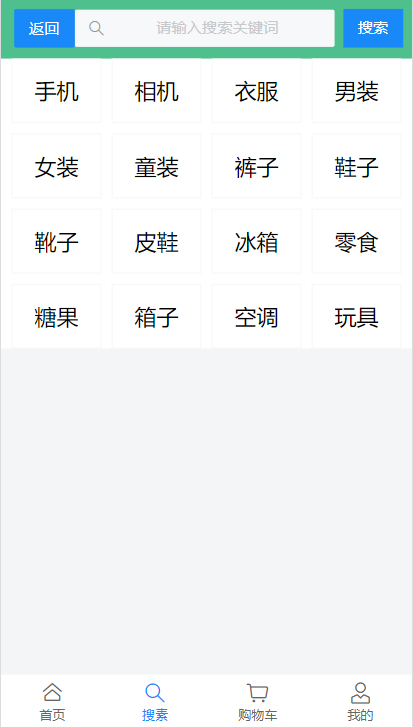 返回 请输入搜索关键词 搜索
手机 相机 衣服 男装
女装 童装 裤子 鞋子
靴子 皮鞋 冰箱 零食
糖果 箱子 空调 玩具
首页 搜素 购物车 我的